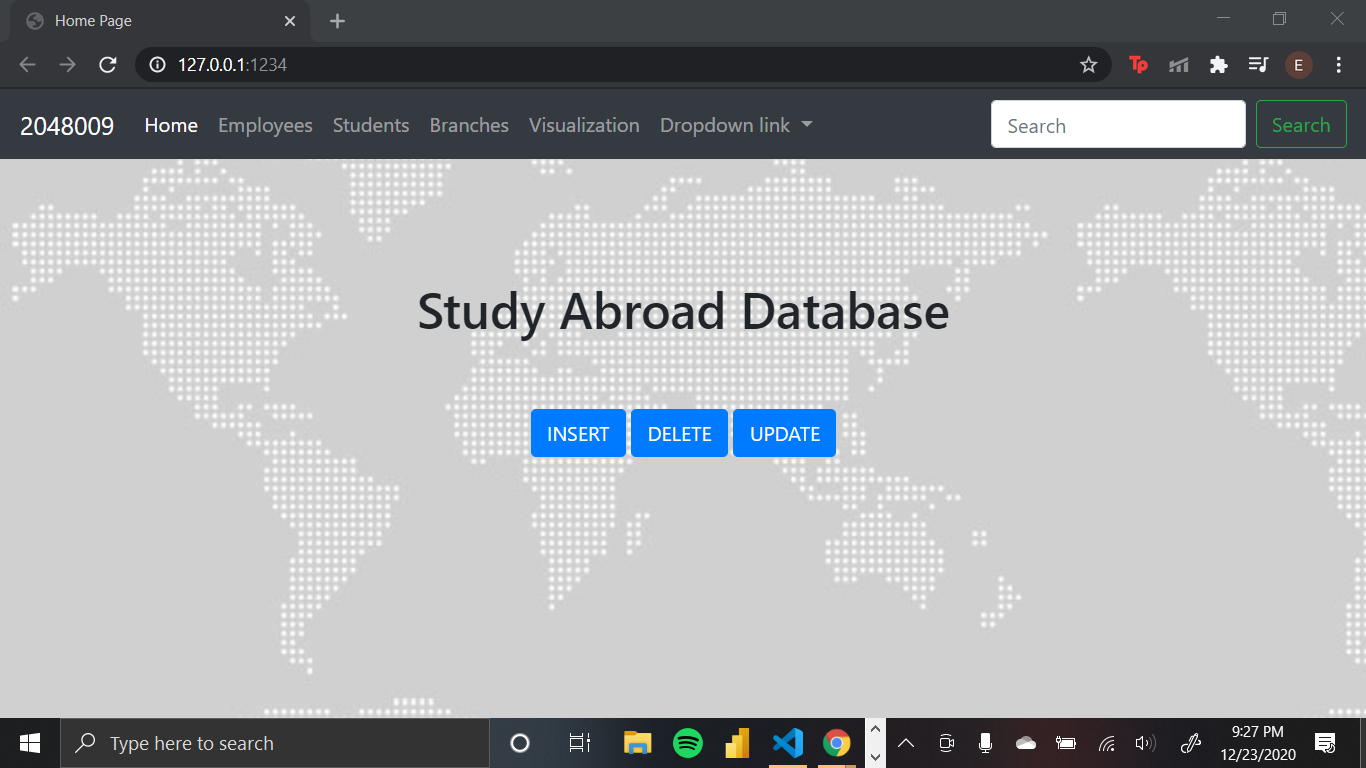 Home Page
127.0.0.1:1234
Tp
E
2048009 Home Employees Students Branches Visualization Dropdown link Search Search
Study Abroad Database
INSERT DELETE UPDATE
Type here to search
9:27 PM
12/23/2020